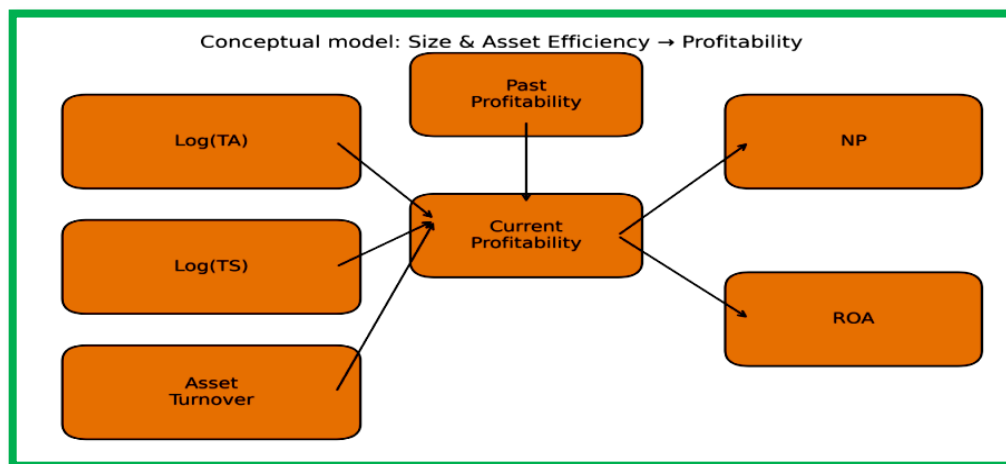 Conceptual model: Size & Asset Efficiency → Profitability
Past
Profitability
Log(TA)
NP
Current
Profitability
Log(TS)
ROA
Asset
Turnover